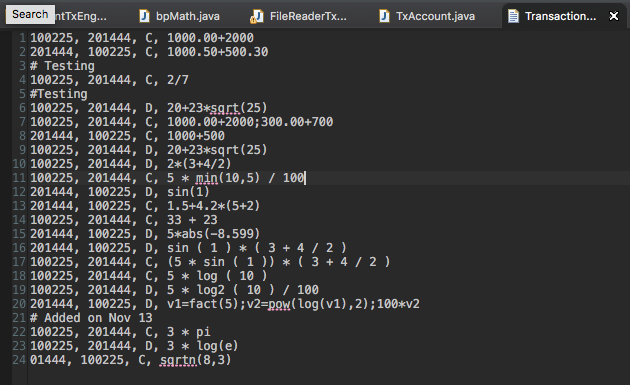 Search
ntTxEng...
bpMath.java
FileReaderTx...
TxAccount.java
Transaction...
1 100225, 201444, C, 1000.00+2000
2 201444, 100225, C, 1000.50+500.30
3 # Testing
4 100225, 201444, C, 2/7
5 #Testing
6 100225, 201444, D, 20+23*sqrt(25)
7 100225, 201444, C, 1000.00+2000;300.00+700
8 201444, 100225, C, 1000+500
9 100225, 201444, D, 20+23*sqrt(25)
10 100225, 201444, D, 2*(3+4/2)
11 100225, 201444, C, 5 * min(10,5) / 100
12 201444, 100225, D, sin(1)
13 201444, 100225, C, 1.5+4.2*(5+2)
14 201444, 100225, C, 33 + 23
15 201444, 100225, D, 5*abs(-8.599)
16 201444, 100225, D, sin ( 1 ) * ( 3 + 4 / 2 )
17 201444, 100225, C, (5 * sin ( 1 )) * ( 3 + 4 / 2 )
18 201444, 100225, C, 5 * log ( 10 )
19 201444, 100225, D, 5 * log2 ( 10 ) / 100
20 201444, 100225, D, v1=fact(5);v2=pow(log(v1),2);100*v2
21 # Added on Nov 13
22 100225, 201444, C, 3 * pi
23 100225, 201444, D, 3 * log(e)
24 01444, 100225, C, sqrtn(8,3)